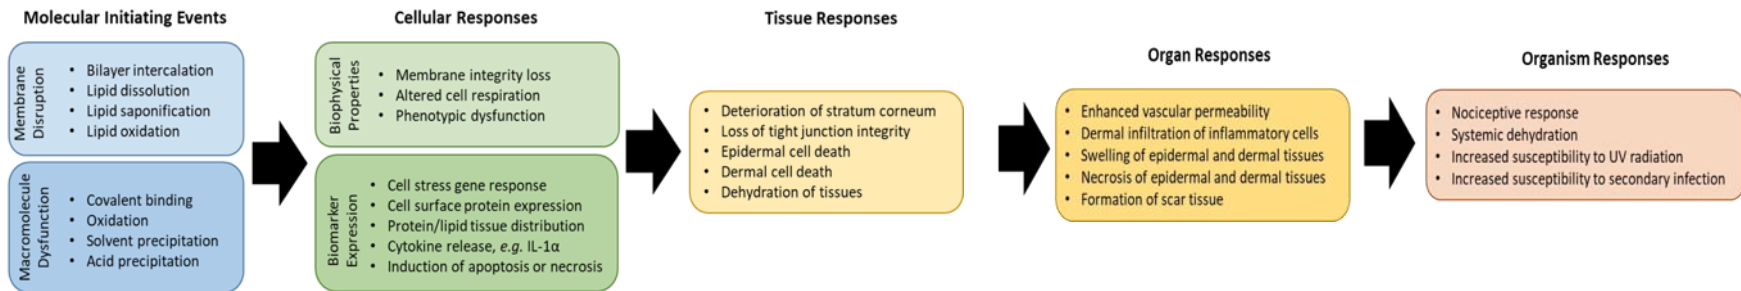 Molecular Initiating Events
Membrane
Disruption
• Bilayer intercalation
• Lipid dissolution
• Lipid saponification
• Lipid oxidation
Macromolecule
Dysfunction
• Covalent binding
• Oxidation
• Solvent precipitation
• Acid precipitation
Cellular Responses
Biophysical
Properties
• Membrane integrity loss
• Altered cell respiration
• Phenotypic dysfunction
Biomarker
Expression
• Cell stress gene response
• Cell surface protein expression
• Protein/lipid tissue distribution
• Cytokine release, e.g. IL-1α
• Induction of apoptosis or necrosis
Tissue Responses
• Deterioration of stratum corneum
• Loss of tight junction integrity
• Epidermal cell death
• Dermal cell death
• Dehydration of tissues
Organ Responses
• Enhanced vascular permeability
• Dermal infiltration of inflammatory cells
• Swelling of epidermal and dermal tissues
• Necrosis of epidermal and dermal tissues
• Formation of scar tissue
Organism Responses
• Nociceptive response
• Systemic dehydration
• Increased susceptibility to UV radiation
• Increased susceptibility to secondary infection